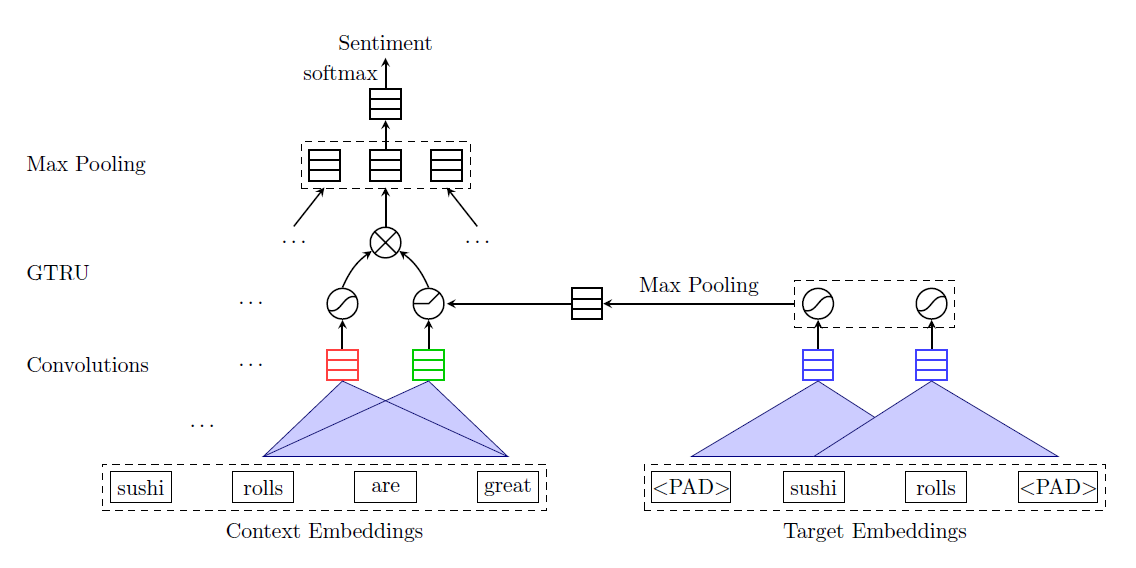 Sentiment
softmax
Max Pooling
... ...
GTRU
Max Pooling
...
Convolutions ...
...
sushi rolls are great
<PAD> sushi rolls <PAD>
Context Embeddings
Target Embeddings